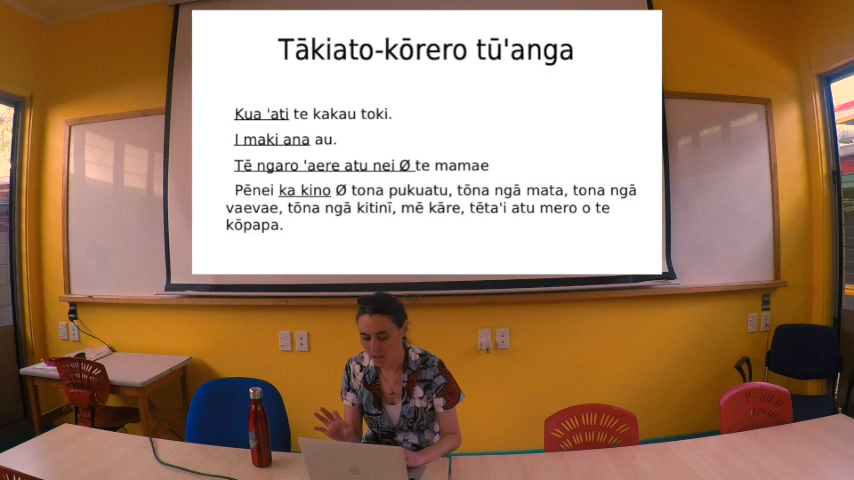 Tākiato-kōrero tū'anga
Kua 'ati te kakau toki.
I maki ana au.
Tē ngaro 'aere atu nei Ø te mamae
Pēnei ka kino Ø tona pukuatu, tōna ngā mata, tona ngā
vaevae, tōna ngā kitinī, mē kāre, tēta'i atu mero o te
kōpapa.